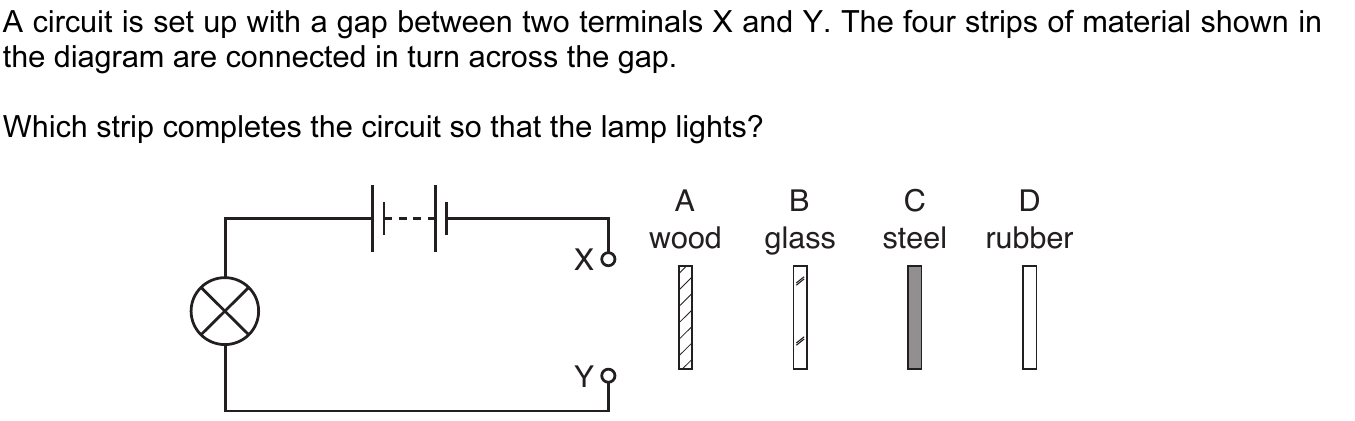 A circuit is set up with a gap between two terminals X and Y. The four strips of material shown in
the diagram are connected in turn across the gap.
Which strip completes the circuit so that the lamp lights?
A B C D
wood glass steel rubber
X
Y